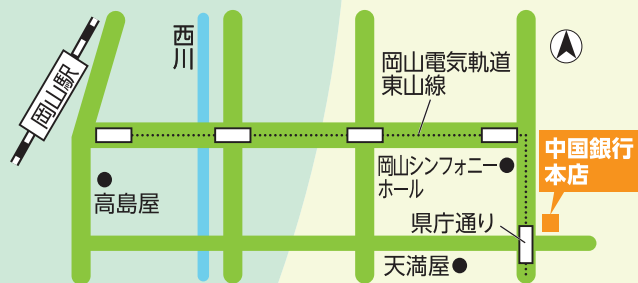 西川
岡山駅
岡山電気軌道
東山線
中国銀行
本店
岡山シンフォニー
ホール
高島屋
県庁通り
天満屋